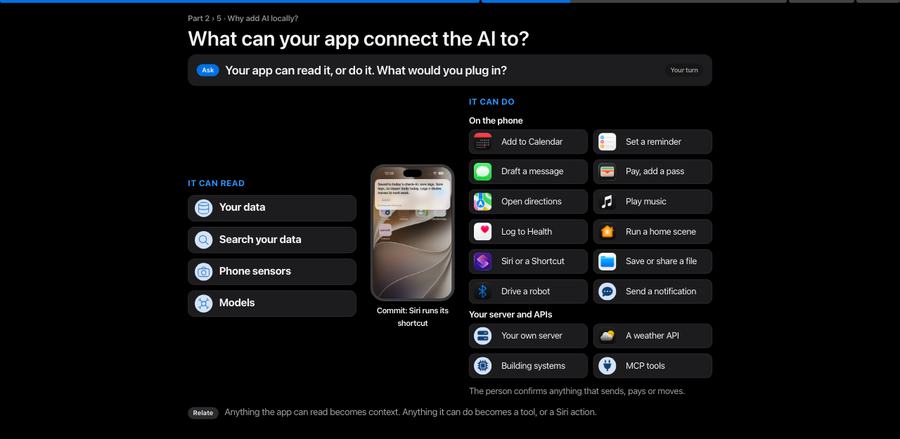 Part 2 › 5 · Why add AI locally?
What can your app connect the AI to?
Ask
Your app can read it, or do it. What would you plug in?
Your turn
IT CAN READ
Your data
Search your data
Phone sensors
Models
Commit: Siri runs its
shortcut
IT CAN DO
On the phone
Add to Calendar
Set a reminder
Draft a message
Pay, add a pass
Open directions
Play music
Log to Health
Run a home scene
Siri or a Shortcut
Save or share a file
Drive a robot
Send a notification
Your server and APIs
Your own server
A weather API
Building systems
MCP tools
The person confirms anything that sends, pays or moves.
Relate
Anything the app can read becomes context. Anything it can do becomes a tool, or a Siri action.